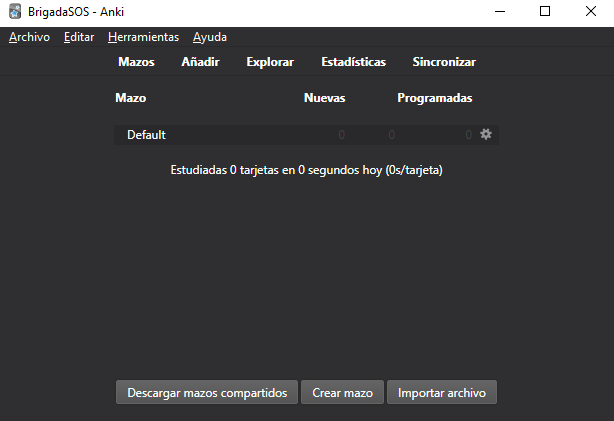 BrigadaSOS - Anki
Archivo Editar Herramientas Ayuda
Mazos Añadir Explorar Estadísticas Sincronizar
Mazo Nuevas Programadas
Default 0 0 0
Estudiadas 0 tarjetas en 0 segundos hoy (0s/tarjeta)
Descargar mazos compartidos Crear mazo Importar archivo